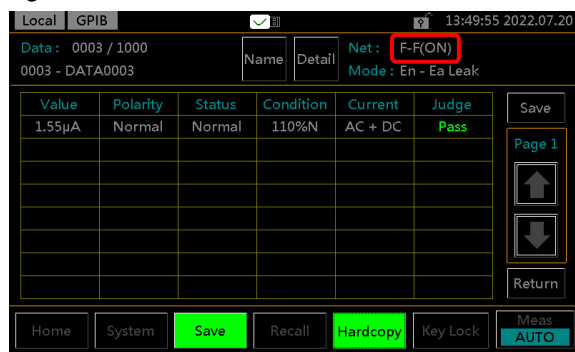 Local GPIB 13:49:55 2022.07.20
Data : 0003 / 1000 Name Detail Net : F-F(ON)
0003 - DATA0003 Mode : En - Ea Leak
Value Polarity Status Condition Current Judge Save
1.55µA Normal Normal 110%N AC + DC Pass
Page 1
Return
Home System Save Recall Hardcopy Key Lock Meas
AUTO